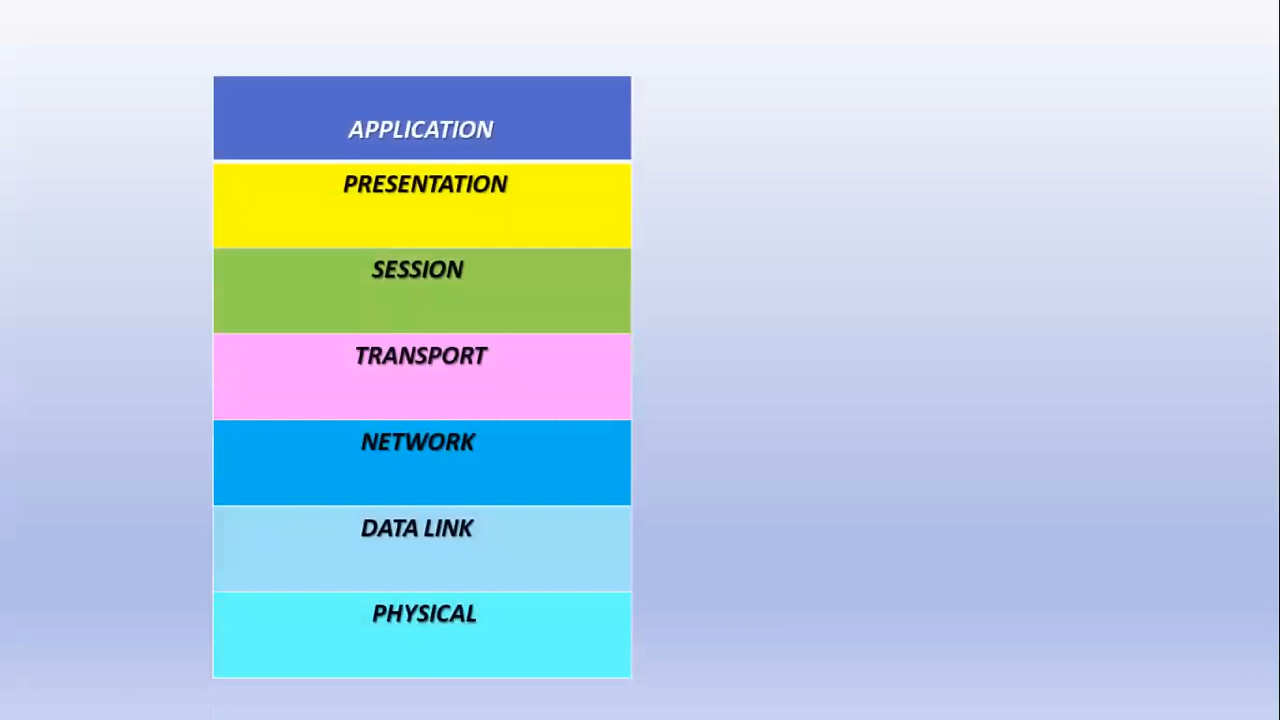 APPLICATION
PRESENTATION
SESSION
TRANSPORT
NETWORK
DATA LINK
PHYSICAL